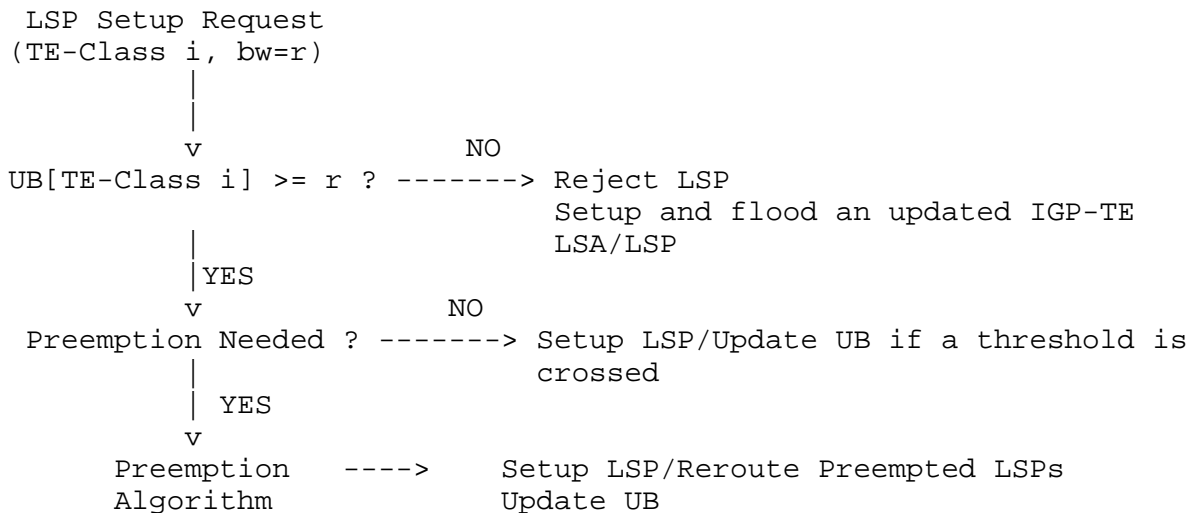 LSP Setup Request
(TE-Class i, bw=r)
|
|
v NO
UB[TE-Class i] >= r ? -------> Reject LSP
Setup and flood an updated IGP-TE
| LSA/LSP
|YES
v NO
Preemption Needed ? -------> Setup LSP/Update UB if a threshold is
| crossed
| YES
v
Preemption ----> Setup LSP/Reroute Preempted LSPs
Algorithm Update UB